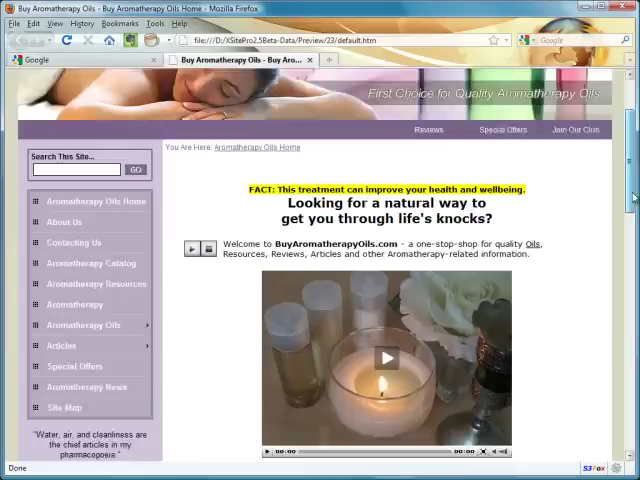 Buy Aromatherapy Oils - Buy Aromatherapy Oils Home - Mozilla Firefox
File Edit View History Bookmarks Tools Help
file:///D:/XSitePro2.5Beta-Data/Preview/23/default.htm
Google
Google
Buy Aromatherapy Oils - Buy Aro...
First Choice for Quality Aromatherapy Oils
Reviews Special Offers Join Our Club
Search This Site...
GO
You Are Here: Aromatherapy Oils Home
Aromatherapy Oils Home
About Us
Contacting Us
Aromatherapy Catalog
Aromatherapy Resources
Aromatherapy
Aromatherapy Oils
Articles
Special Offers
Aromatherapy News
Site Map
"Water, air, and cleanliness are
the chief articles in my
pharmacopoeia."
FACT: This treatment can improve your health and wellbeing.
Looking for a natural way to
get you through life's knocks?
Welcome to BuyAromatherapyOils.com - a one-stop-shop for quality Oils,
Resources, Reviews, Articles and other Aromatherapy-related information.
00:00 00:00
Done
S3Fox